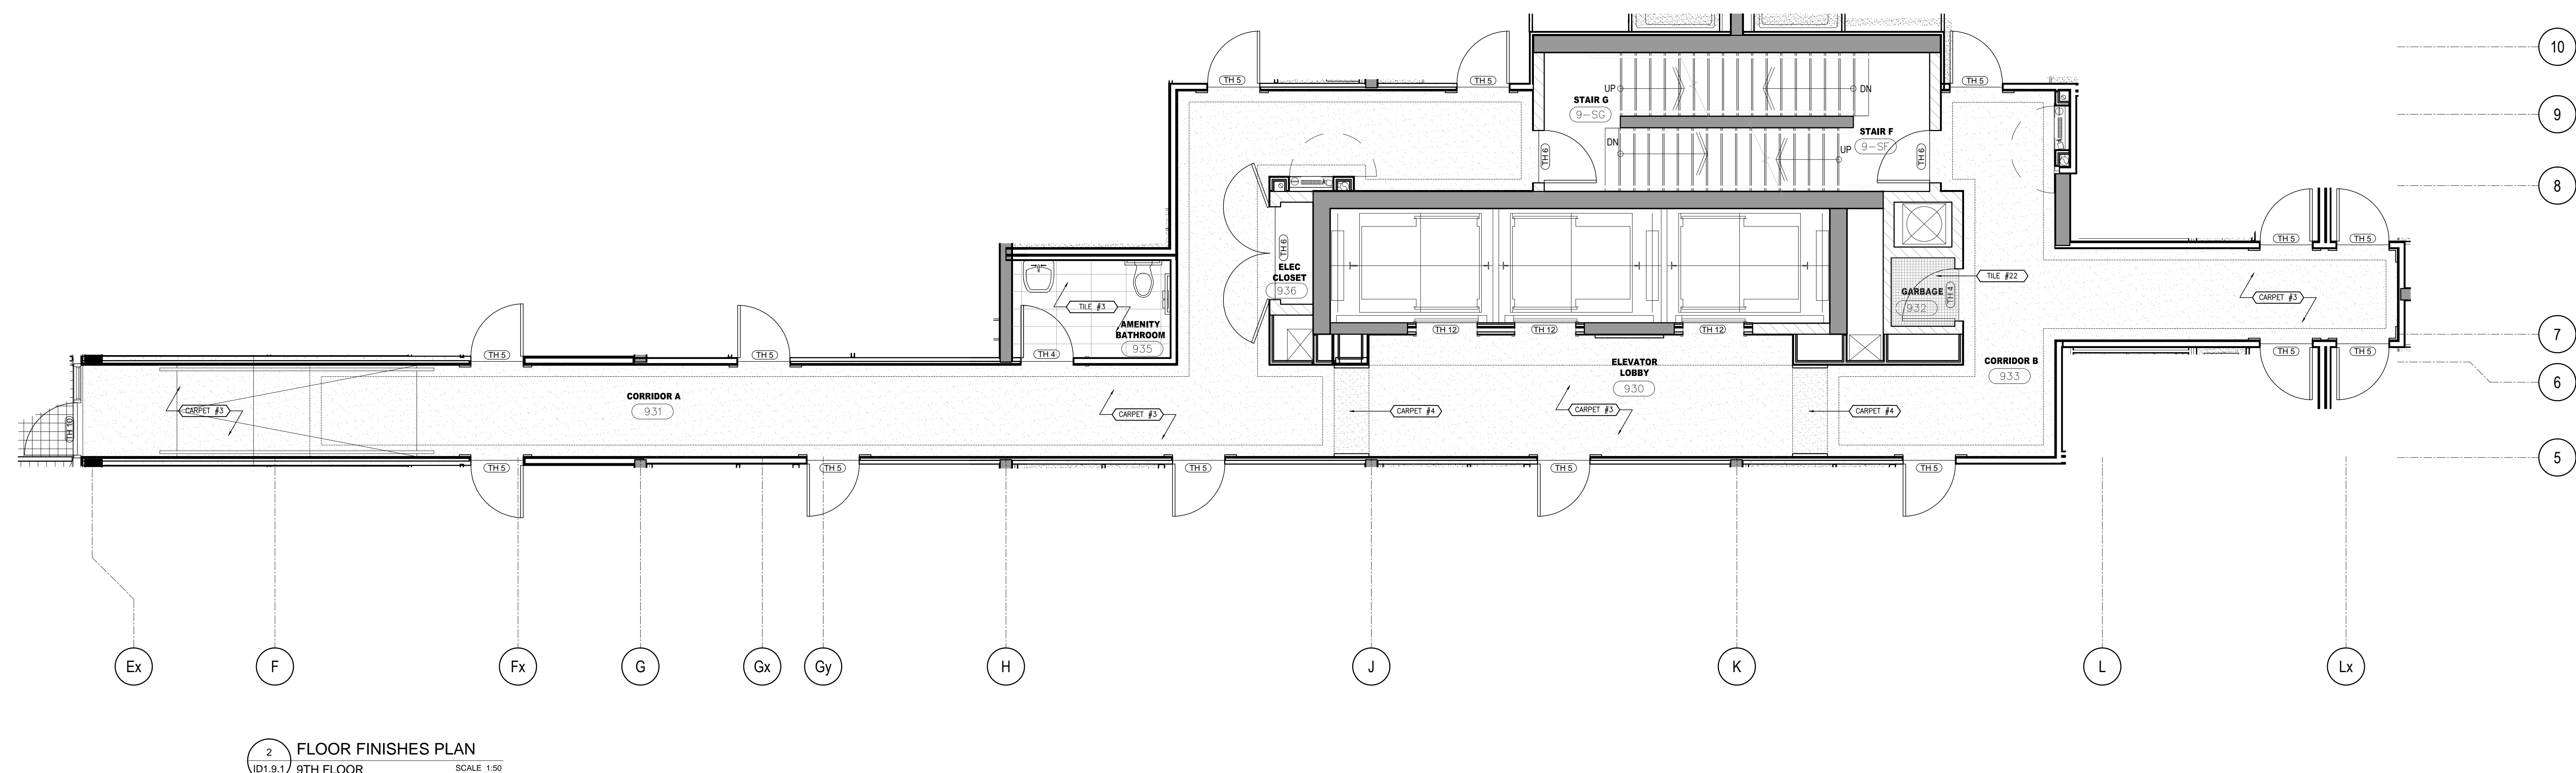 10
TH 5
TH 5
TH 5
UP
DN
STAIR G
9-SG
9
STAIR F
9-SF
DN
UP
TH 6
TH 6
8
TH 6
TH 5
TH 5
ELEC
CLOSET
936
TILE #22
GARBAGE
932
TH 4
CARPET #3
TILE #3
AMENITY
BATHROOM
935
TH 12
TH 12
TH 12
7
TH 5
TH 5
TH 4
TH 5
TH 5
ELEVATOR
LOBBY
930
CORRIDOR B
933
6
CORRIDOR A
931
CARPET #3
CARPET #3
CARPET #4
CARPET #3
CARPET #4
TH 10
5
TH 5
TH 5
TH 5
TH 5
TH 5
Ex
F
Fx
G
Gx
Gy
H
J
K
L
Lx
2
FLOOR FINISHES PLAN
ID1.9.1
9TH FLOOR
SCALE 1:50